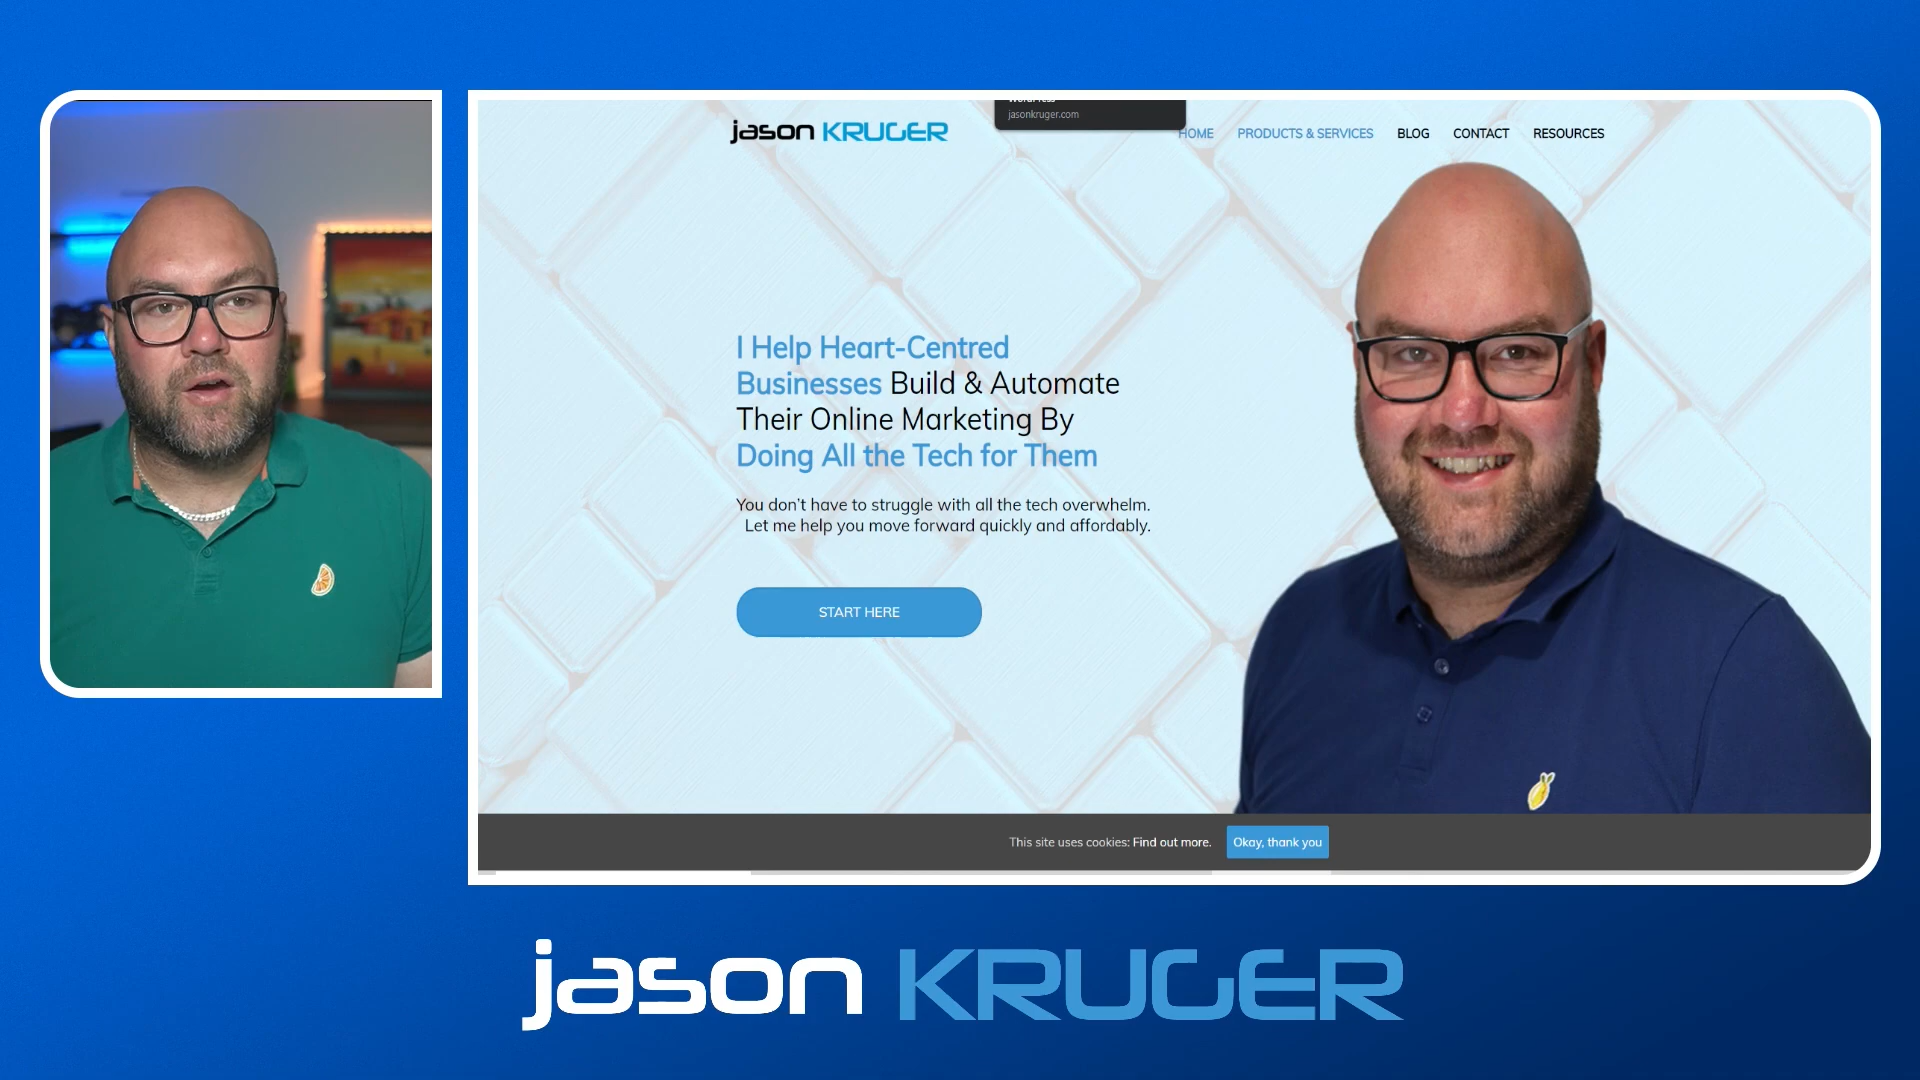 WordPress
jasonkruger.com
jason KRUGER
HOME
PRODUCTS & SERVICES
BLOG
CONTACT
RESOURCES
I Help Heart-Centred
Businesses Build & Automate
Their Online Marketing By
Doing All the Tech for Them
You don't have to struggle with all the tech overwhelm.
Let me help you move forward quickly and affordably.
START HERE
This site uses cookies: Find out more.
Okay, thank you
jason KRUGER